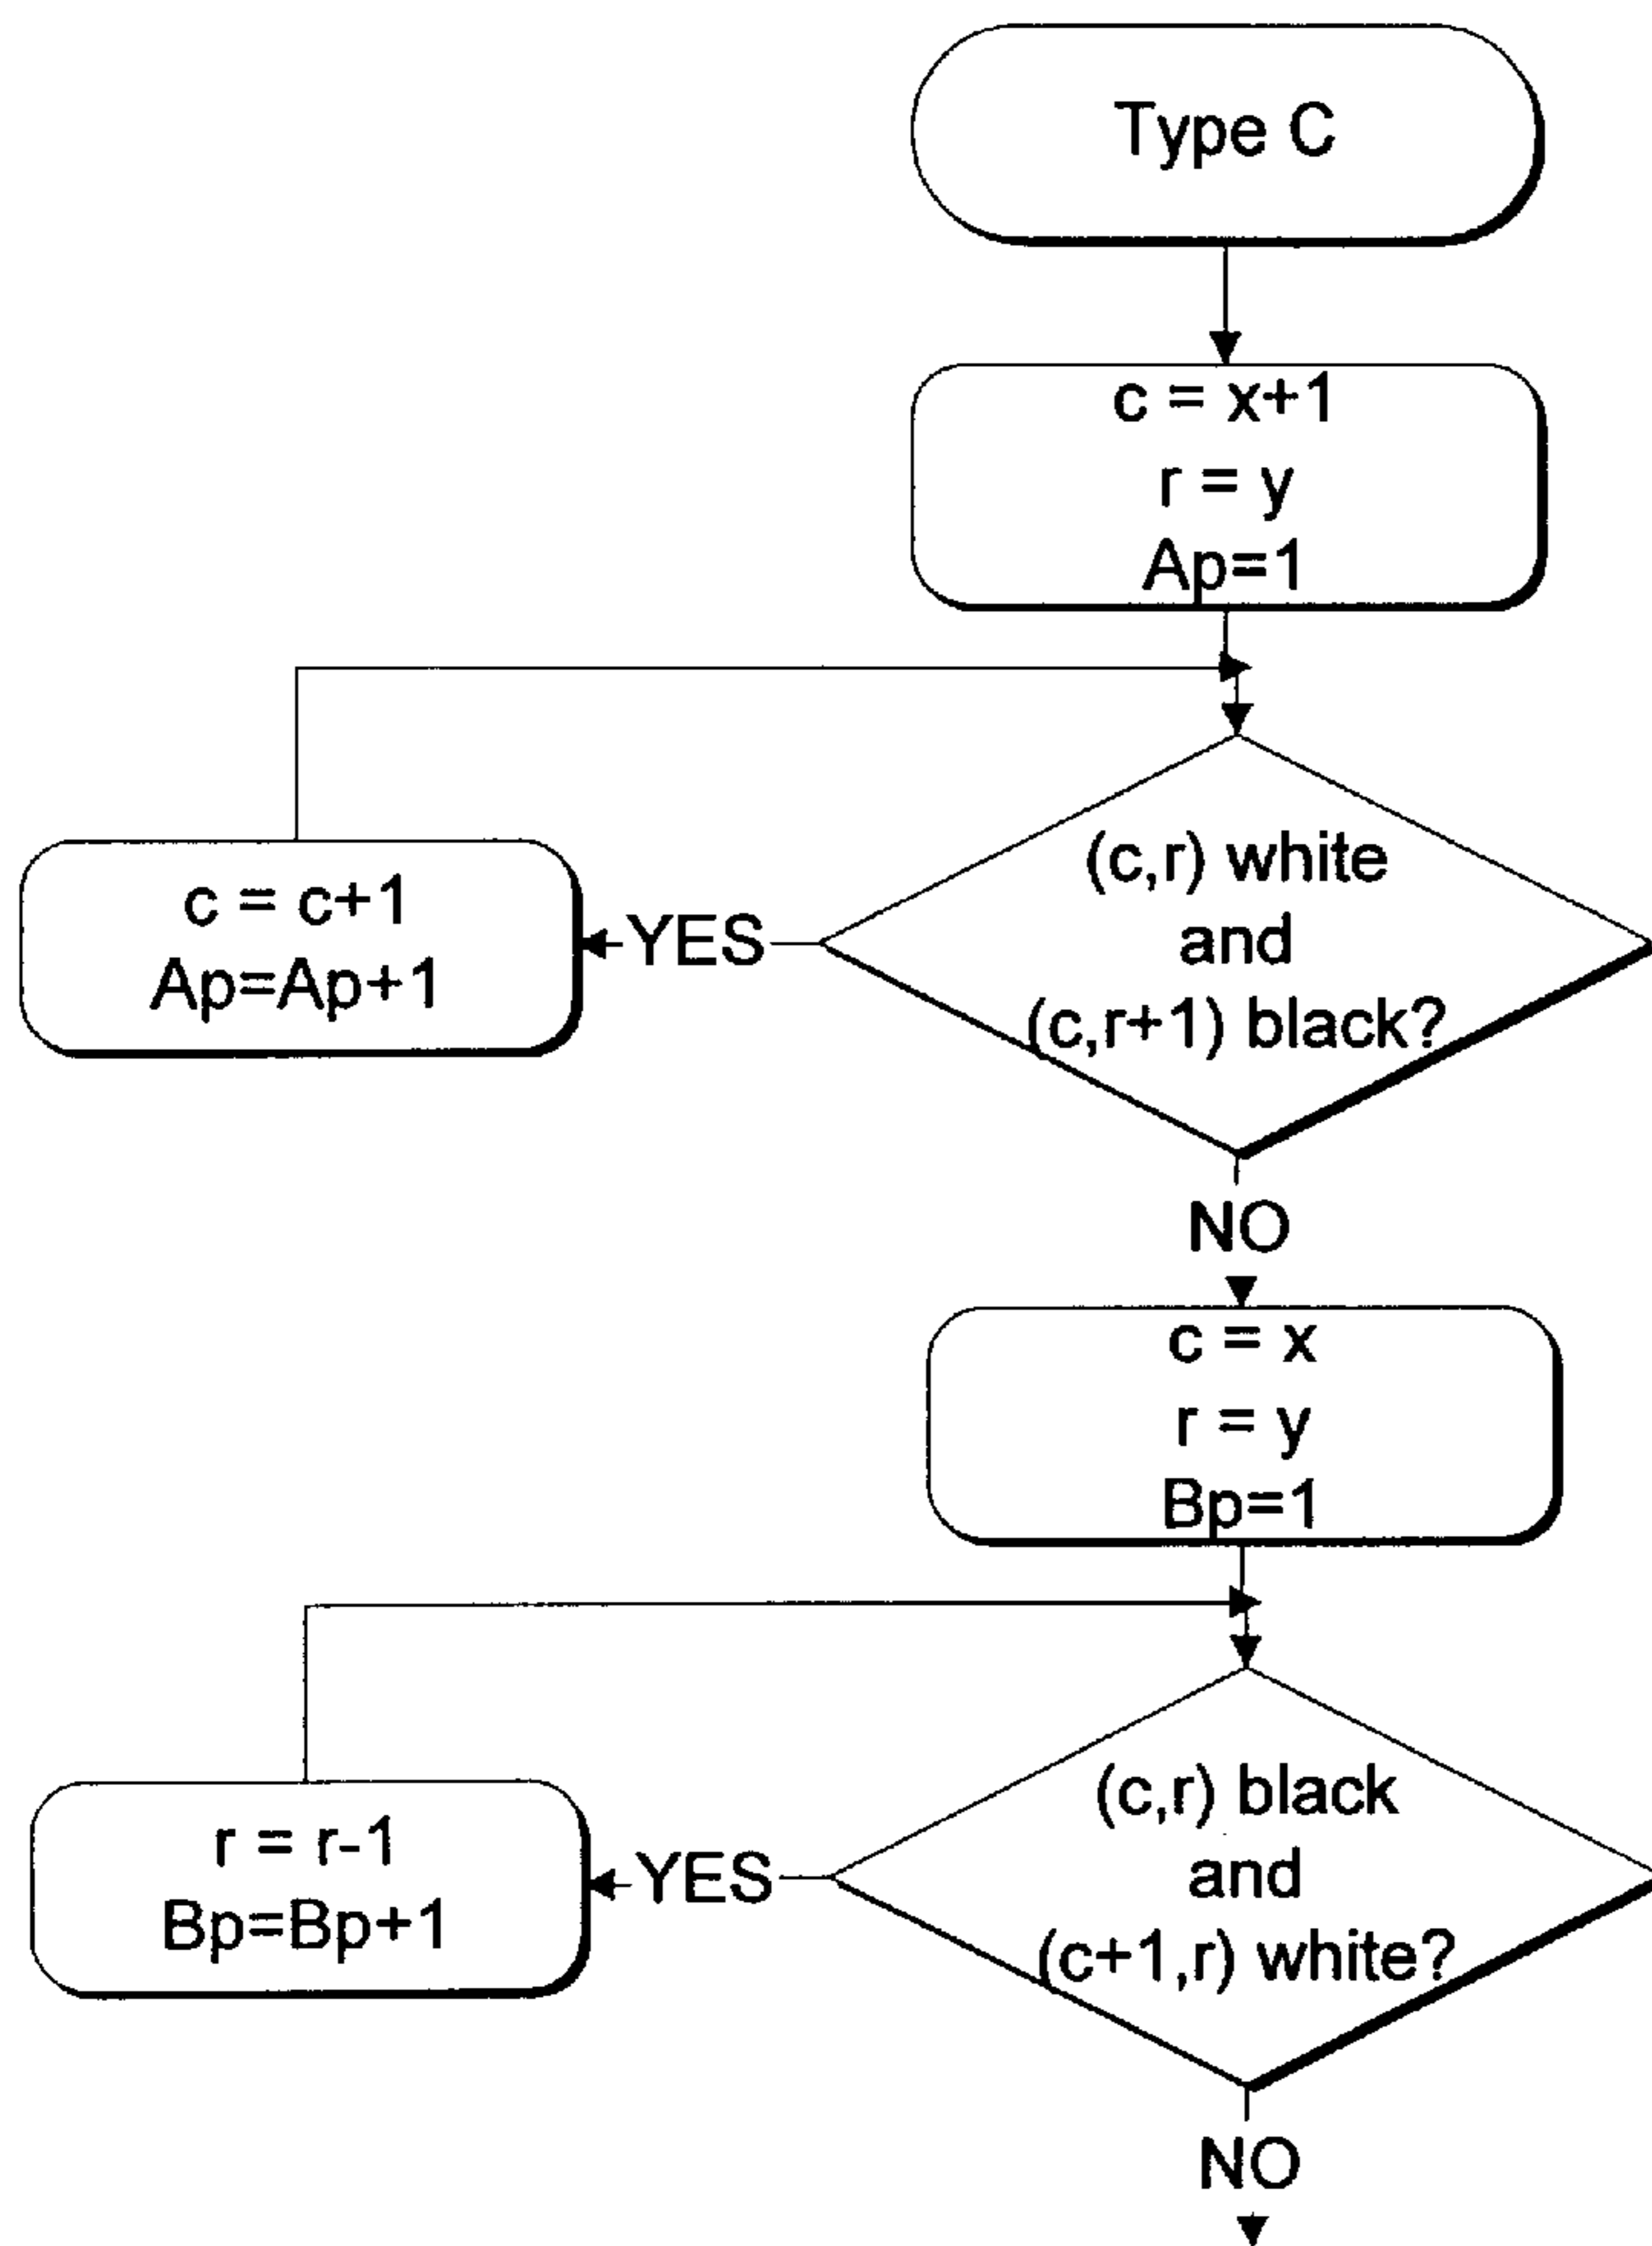 Type C
c = x+1
r = y
Ap=1
(c,r) white
and
(c,r+1) black?
YES
c = c+1
Ap=Ap+1
NO
c = x
r = y
Bp=1
(c,r) black
and
(c+1,r) white?
YES
r = r-1
Bp=Bp+1
NO